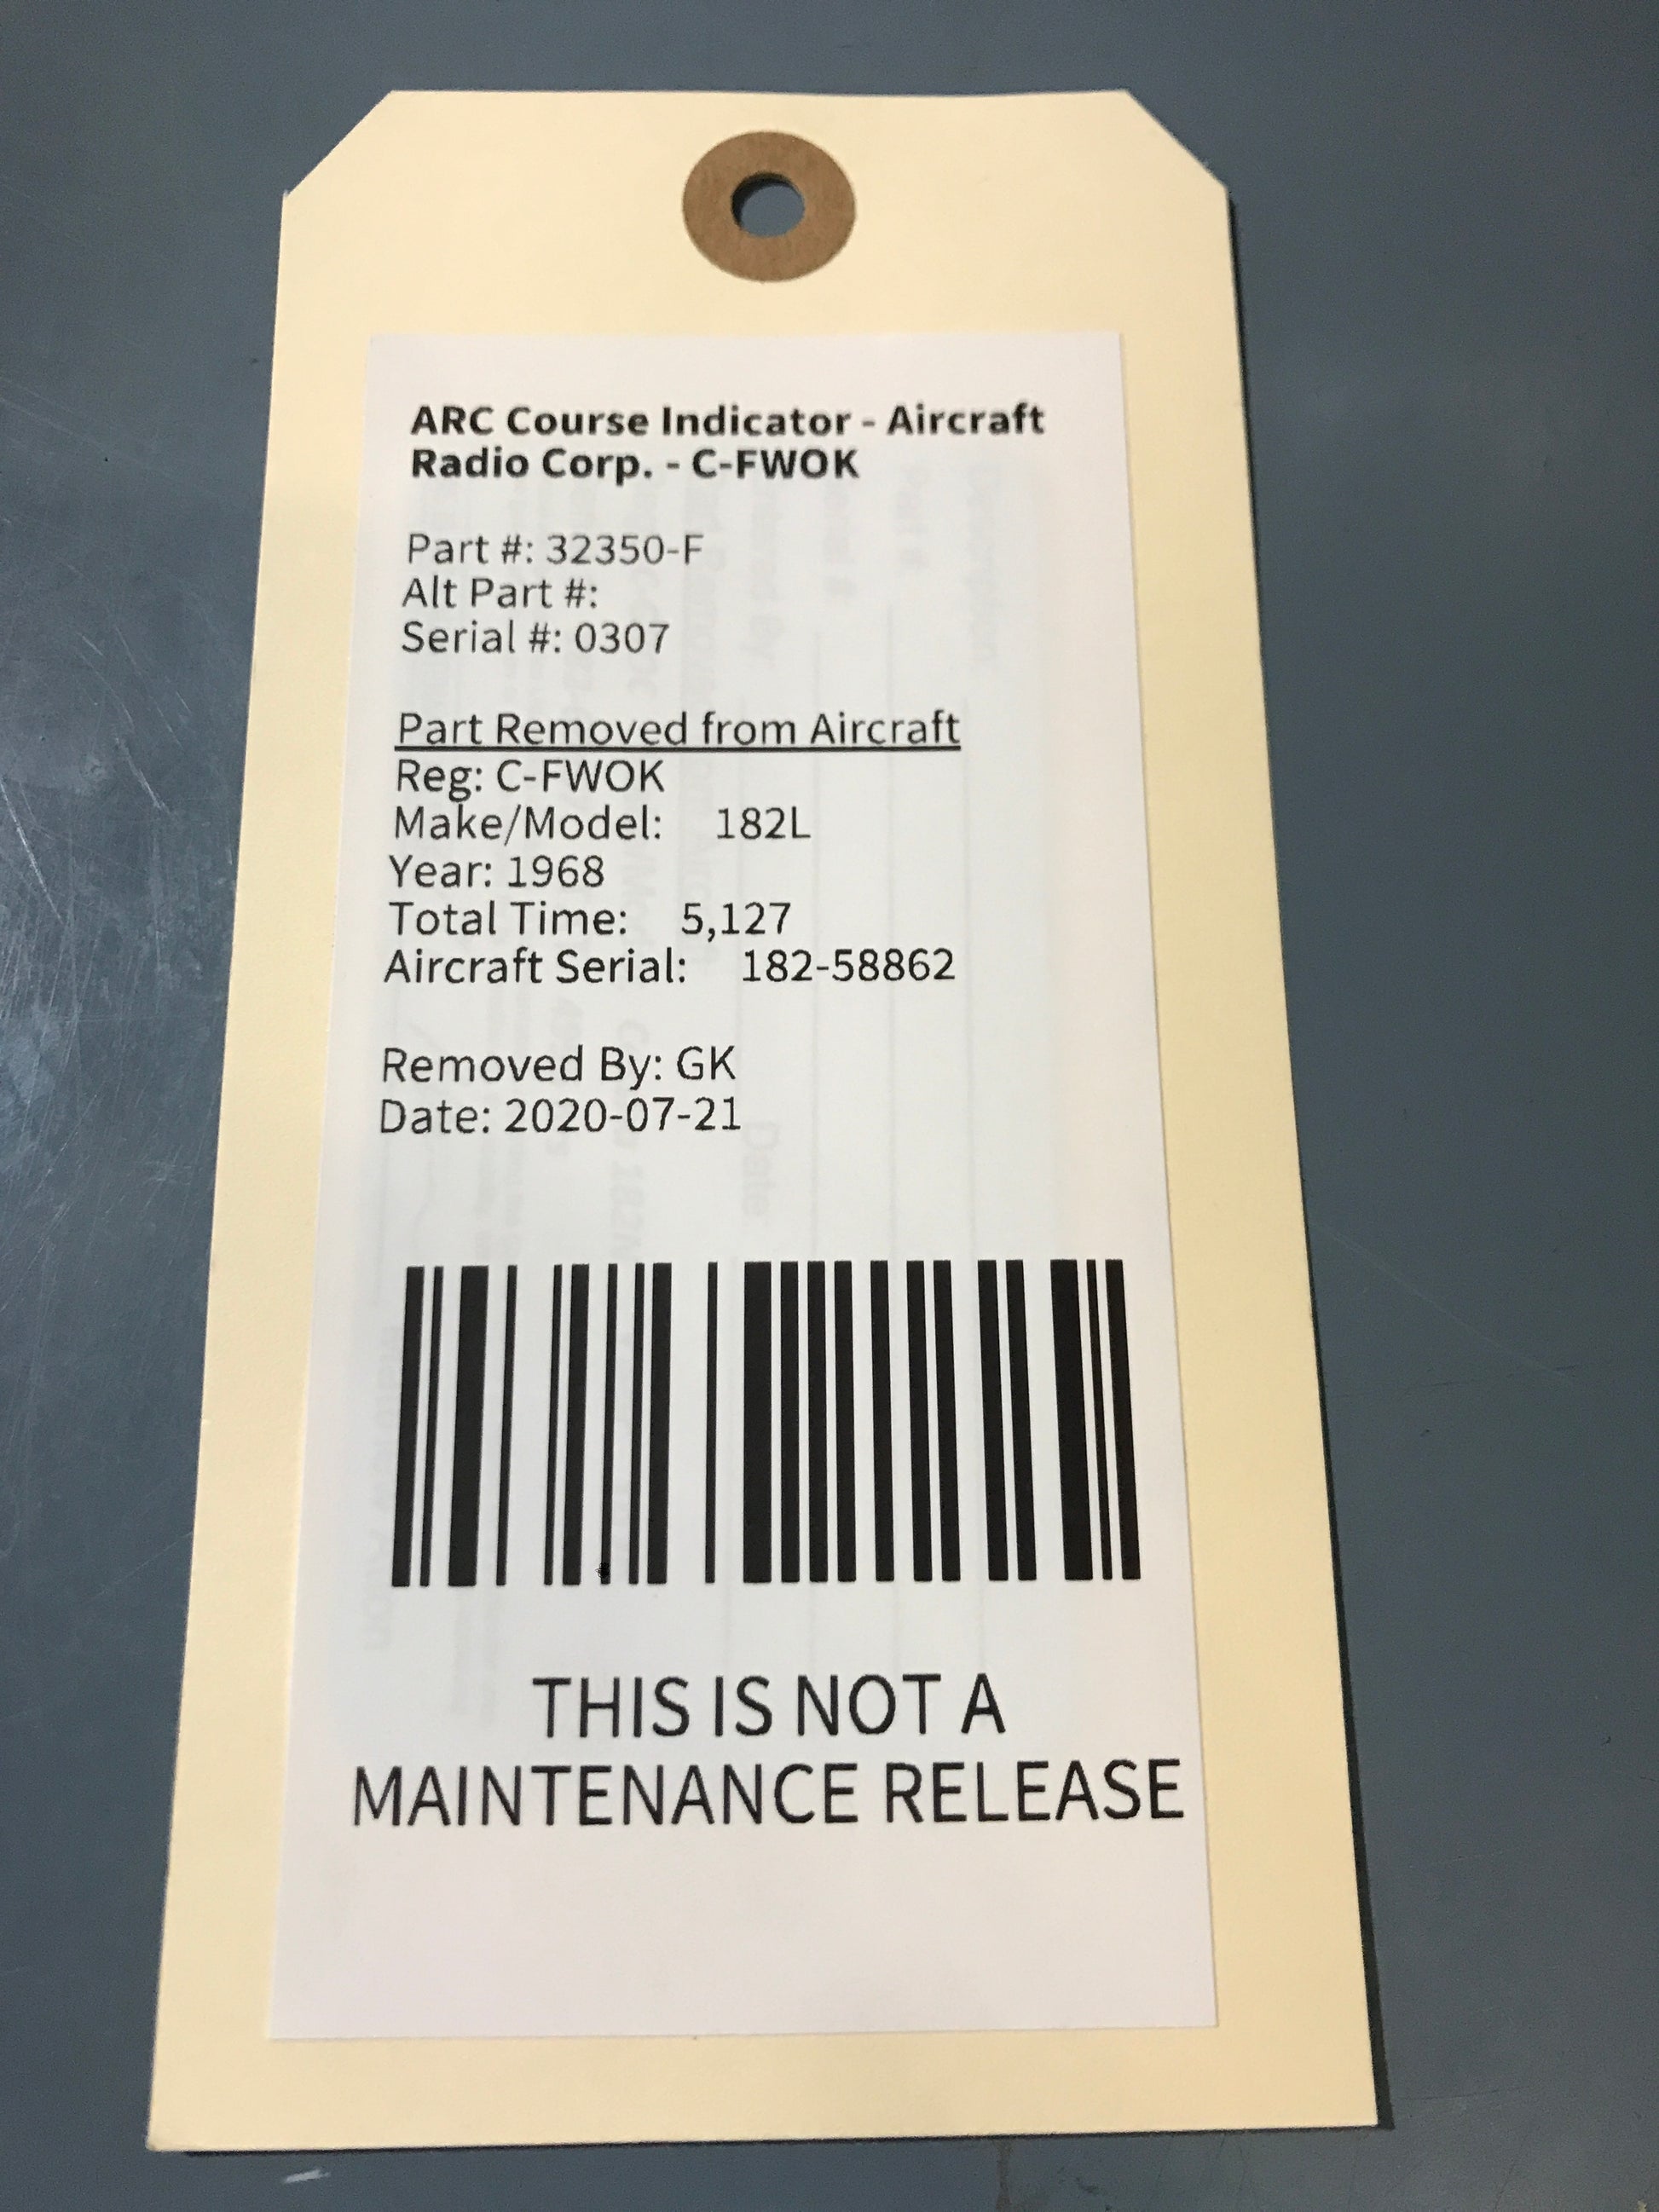 ARC Course Indicator - Aircraft
Radio Corp. - C-FWOK
Part #: 32350-F
Alt Part #:
Serial #: 0307
Part Removed from Aircraft
Reg: C-FWOK
Make/Model: 182L
Year: 1968
Total Time: 5,127
Aircraft Serial: 182-58862
Removed By: GK
Date: 2020-07-21
THIS IS NOT A
MAINTENANCE RELEASE